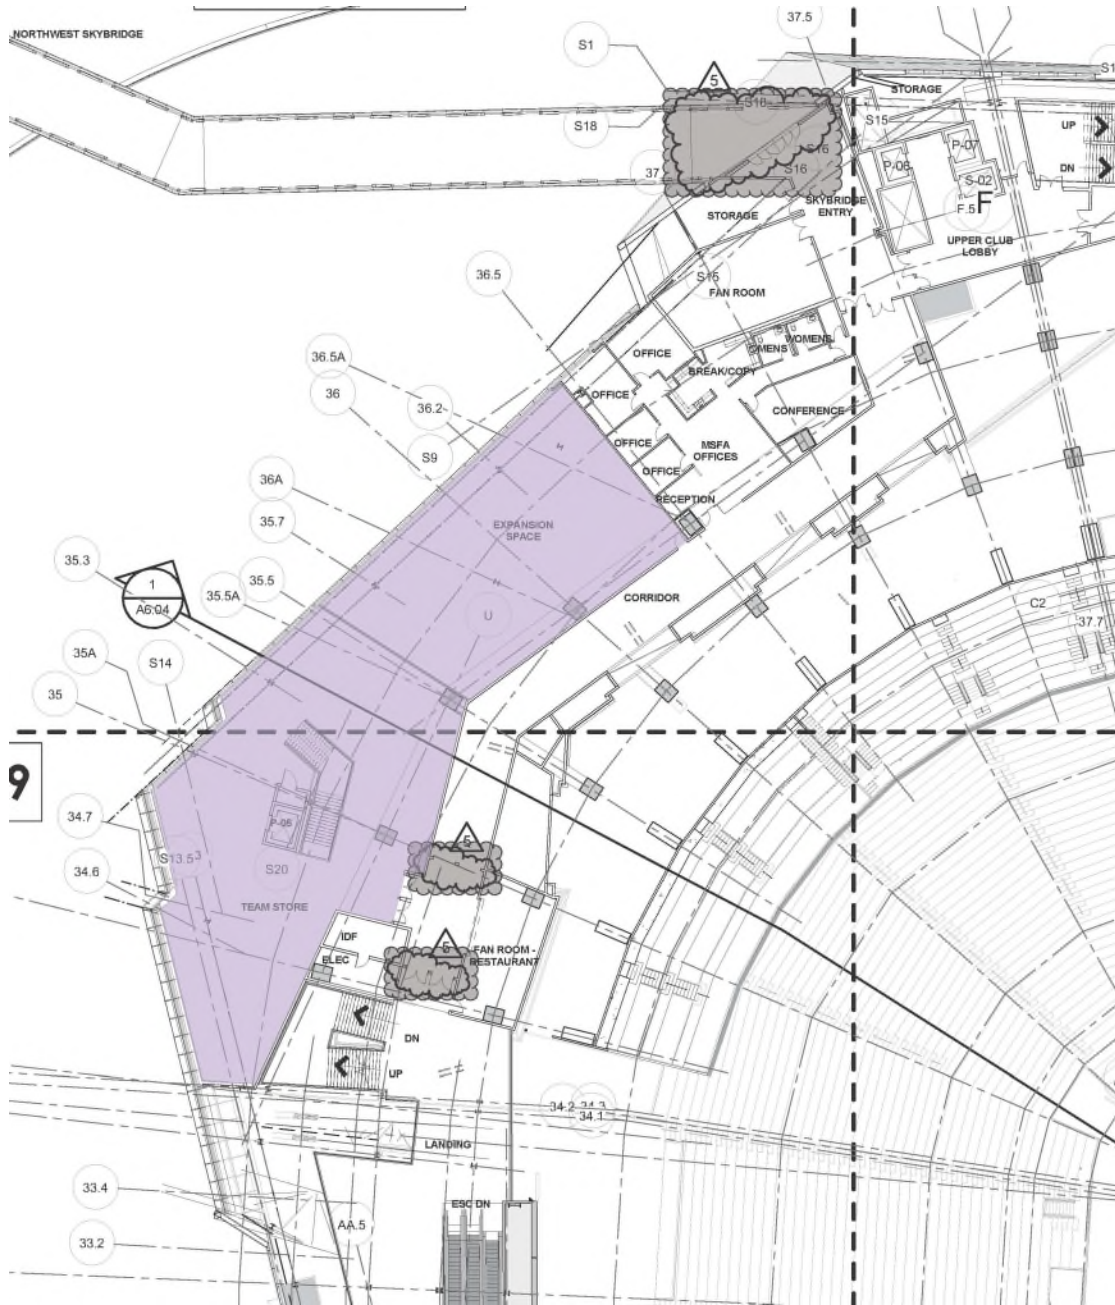 NORTHWEST SKYBRIDGE
37.5
S1
5
STORAGE
S18
S18
S15
UP
P-07
P-06
DN
S16
S16
37
S-02
F.5
F
SKYBRIDGE
ENTRY
STORAGE
UPPER CLUB
LOBBY
36.5
S15
FAN ROOM
36.5A
OFFICE
WOMENS
BREAK/COPY
36
36.2
OFFICE
CONFERENCE
S9
OFFICE
MSFA
OFFICES
OFFICE
36A
RECEPTION
35.7
EXPANSION
SPACE
35.3
35.5
1
A6.04
35.5A
CORRIDOR
C2
U
37.7
35A
S14
35
9
34.7
P-05
5
S13.5
34.6
S20
TEAM STORE
IDF
5
FAN ROOM -
RESTAURANT
ELEC
DN
UP
34.2
34.3
34.1
LANDING
33.4
ESC DN
AA.5
33.2